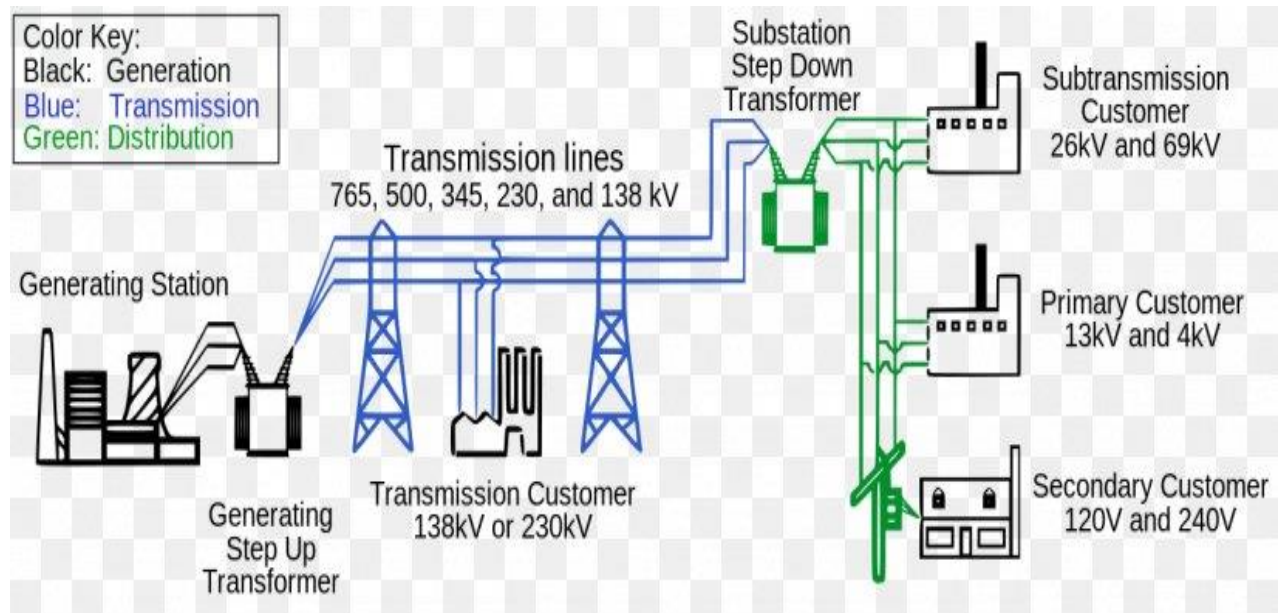 Color Key:
Black: Generation
Blue: Transmission
Green: Distribution
Substation
Step Down
Transformer
Subtransmission
Customer
26kV and 69kV
Transmission lines
765, 500, 345, 230, and 138 kV
Generating Station
Primary Customer
13kV and 4kV
Transmission Customer
138kV or 230kV
Secondary Customer
120V and 240V
Generating
Step Up
Transformer